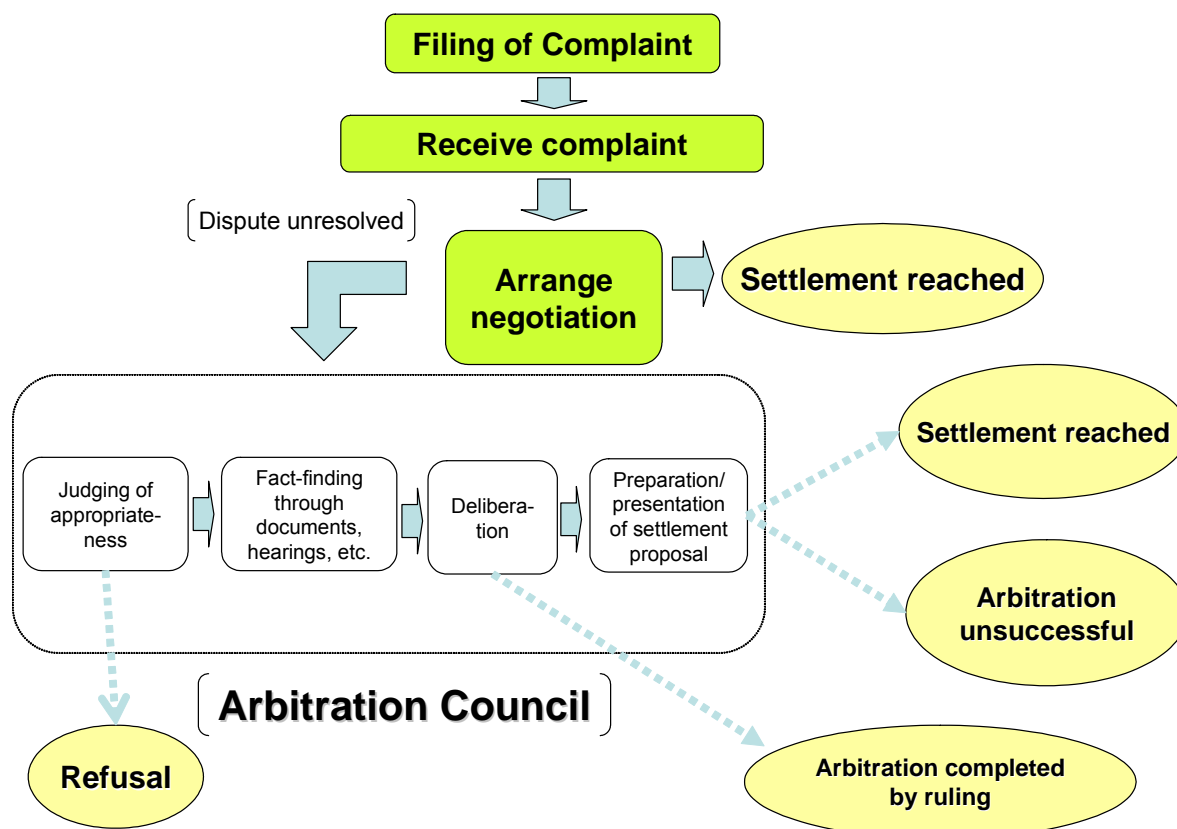 Filing of Complaint
Receive complaint
Dispute unresolved
Arrange
negotiation
Settlement reached
Judging of
appropriate-
ness
Fact-finding
through
documents,
hearings, etc.
Delibera-
tion
Preparation/
presentation
of settlement
proposal
Settlement reached
Arbitration
unsuccessful
Arbitration Council
Refusal
Arbitration completed
by ruling